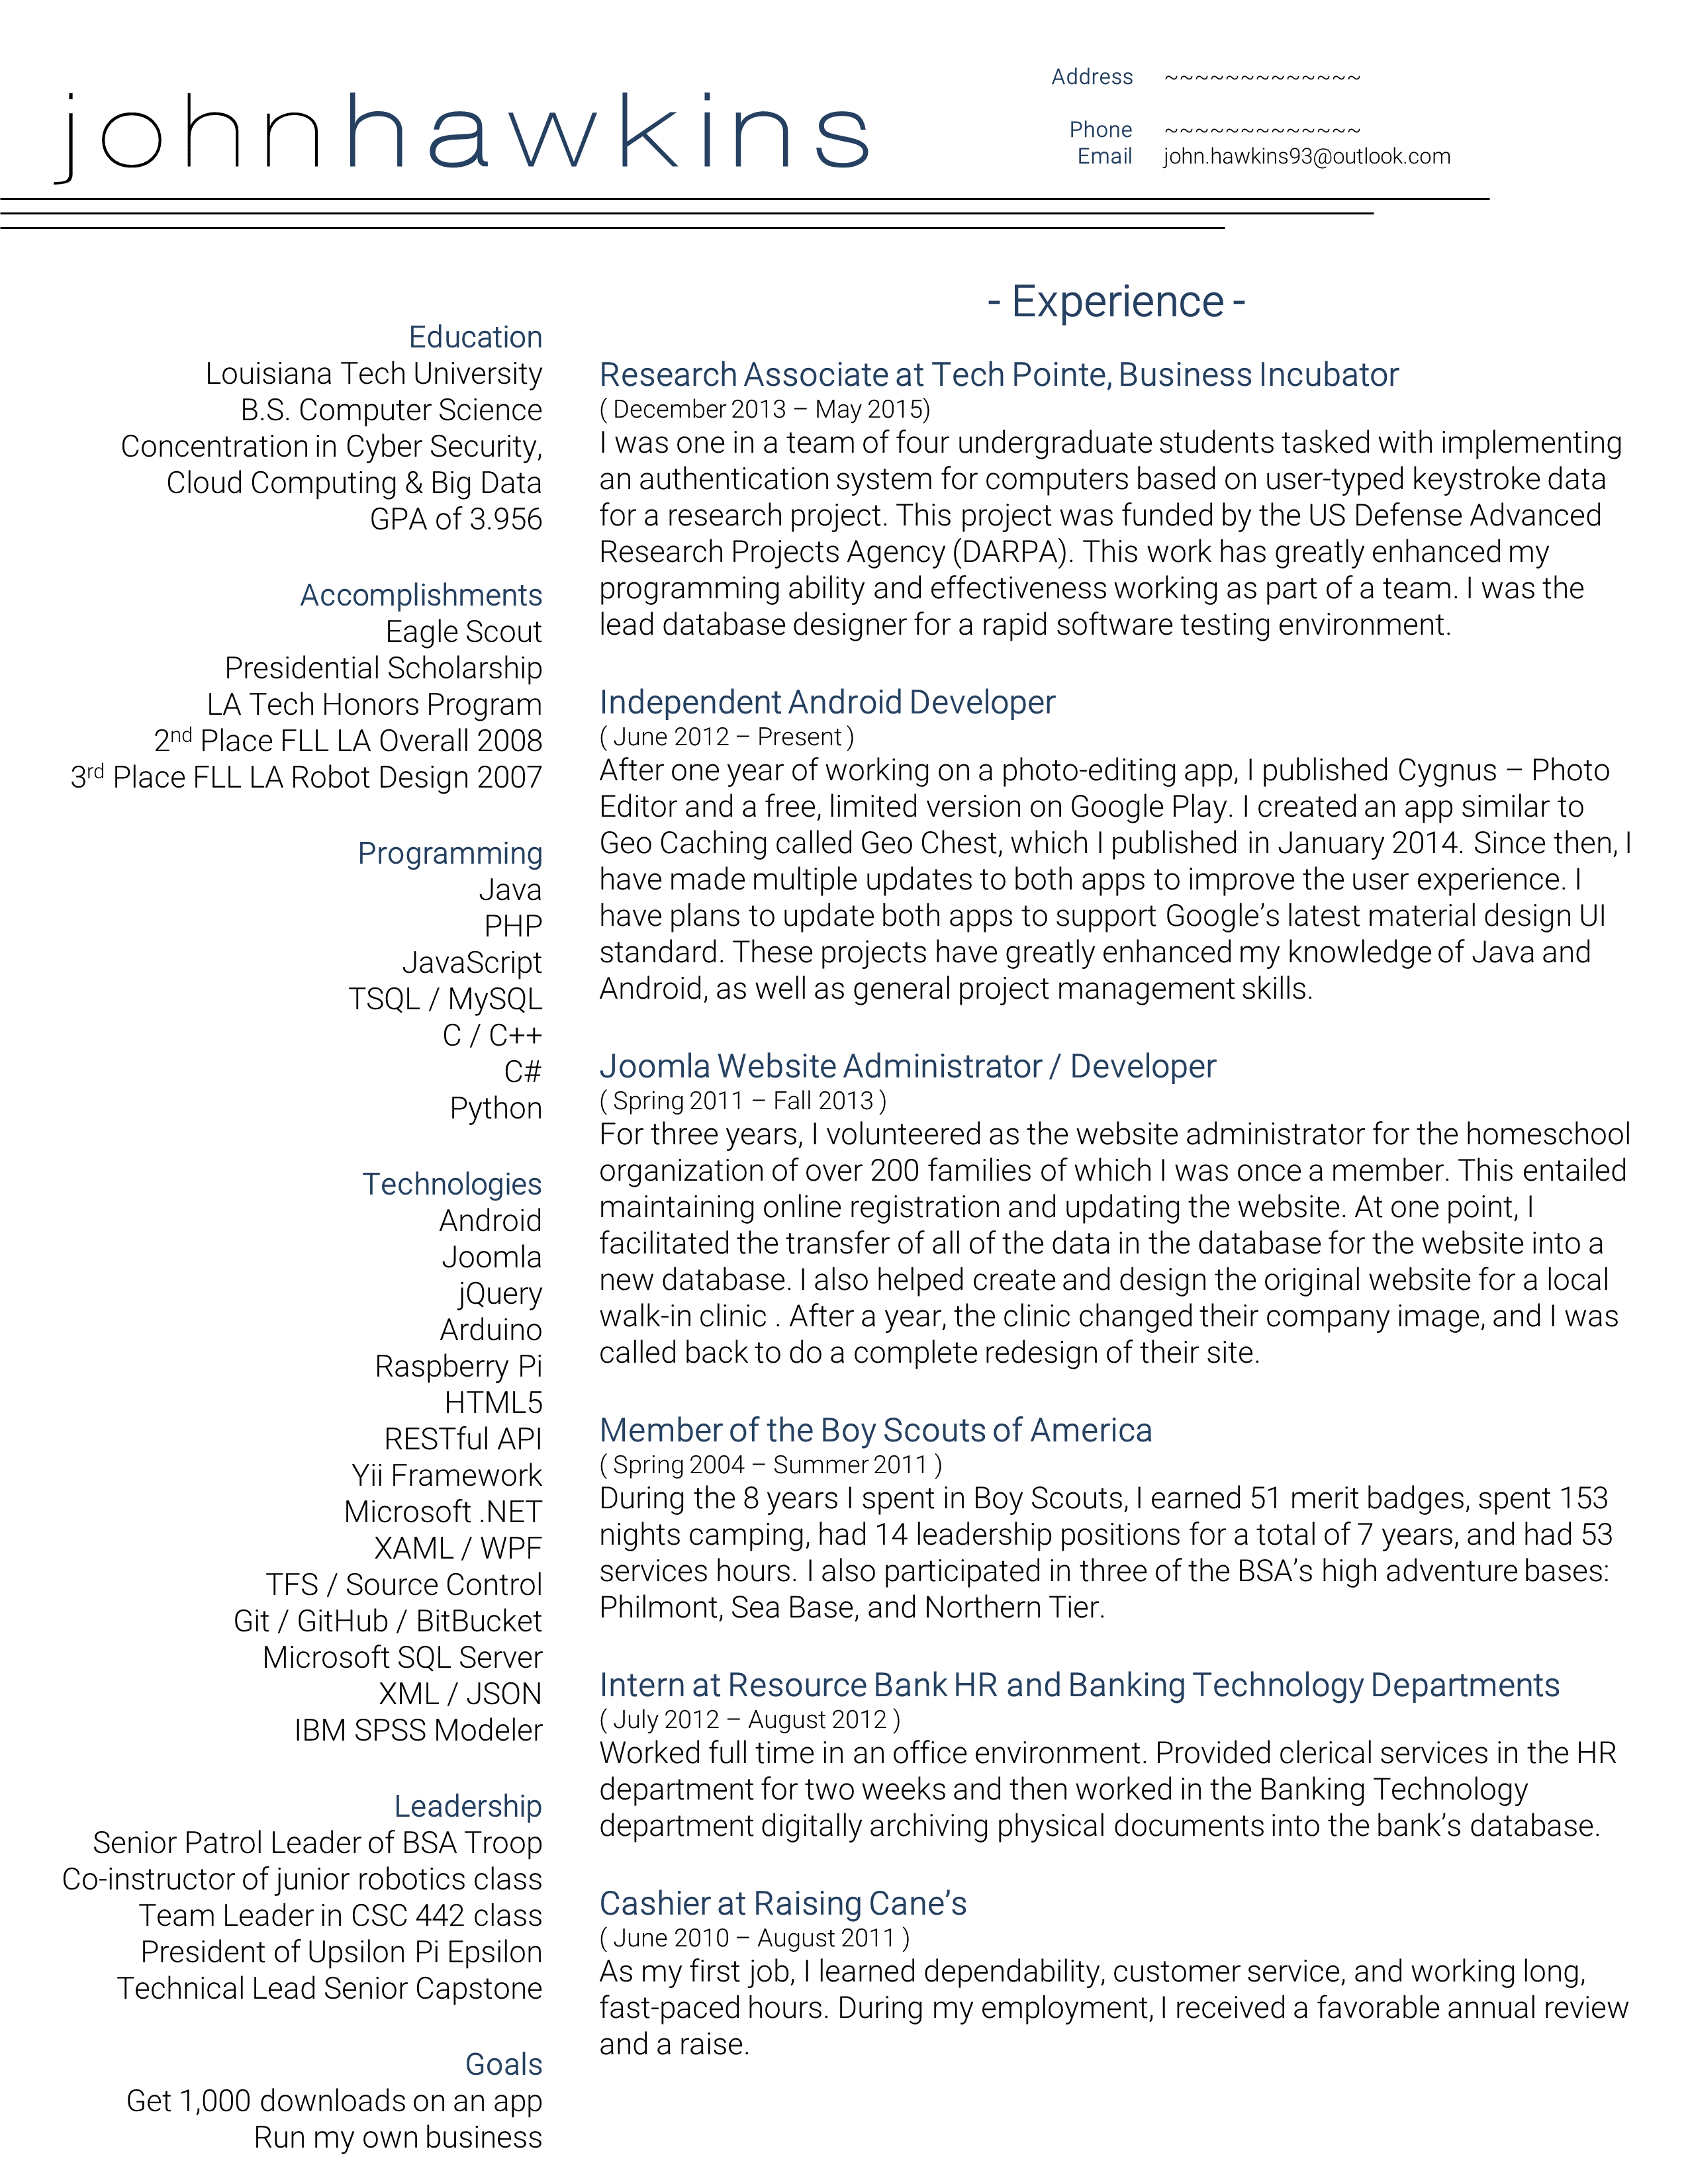 johnhawkins
Address ~~~~~~~~~~~~~
Phone ~~~~~~~~~~~~~
Email john.hawkins93@outlook.com
Education
Louisiana Tech University
B.S. Computer Science
Concentration in Cyber Security,
Cloud Computing & Big Data
GPA of 3.956
Accomplishments
Eagle Scout
Presidential Scholarship
LA Tech Honors Program
2nd Place FLL LA Overall 2008
3rd Place FLL LA Robot Design 2007
Programming
Java
PHP
JavaScript
TSQL / MySQL
C / C++
C#
Python
Technologies
Android
Joomla
jQuery
Arduino
Raspberry Pi
HTML5
RESTful API
Yii Framework
Microsoft .NET
XAML / WPF
TFS / Source Control
Git / GitHub / BitBucket
Microsoft SQL Server
XML / JSON
IBM SPSS Modeler
Leadership
Senior Patrol Leader of BSA Troop
Co-instructor of junior robotics class
Team Leader in CSC 442 class
President of Upsilon Pi Epsilon
Technical Lead Senior Capstone
Goals
Get 1,000 downloads on an app
Run my own business
- Experience -
Research Associate at Tech Pointe, Business Incubator
( December 2013 – May 2015)
I was one in a team of four undergraduate students tasked with implementing
an authentication system for computers based on user-typed keystroke data
for a research project. This project was funded by the US Defense Advanced
Research Projects Agency (DARPA). This work has greatly enhanced my
programming ability and effectiveness working as part of a team. I was the
lead database designer for a rapid software testing environment.
Independent Android Developer
( June 2012 – Present )
After one year of working on a photo-editing app, I published Cygnus – Photo
Editor and a free, limited version on Google Play. I created an app similar to
Geo Caching called Geo Chest, which I published in January 2014. Since then, I
have made multiple updates to both apps to improve the user experience. I
have plans to update both apps to support Google’s latest material design UI
standard. These projects have greatly enhanced my knowledge of Java and
Android, as well as general project management skills.
Joomla Website Administrator / Developer
( Spring 2011 – Fall 2013 )
For three years, I volunteered as the website administrator for the homeschool
organization of over 200 families of which I was once a member. This entailed
maintaining online registration and updating the website. At one point, I
facilitated the transfer of all of the data in the database for the website into a
new database. I also helped create and design the original website for a local
walk-in clinic . After a year, the clinic changed their company image, and I was
called back to do a complete redesign of their site.
Member of the Boy Scouts of America
( Spring 2004 – Summer 2011 )
During the 8 years I spent in Boy Scouts, I earned 51 merit badges, spent 153
nights camping, had 14 leadership positions for a total of 7 years, and had 53
services hours. I also participated in three of the BSA’s high adventure bases:
Philmont, Sea Base, and Northern Tier.
Intern at Resource Bank HR and Banking Technology Departments
( July 2012 – August 2012 )
Worked full time in an office environment. Provided clerical services in the HR
department for two weeks and then worked in the Banking Technology
department digitally archiving physical documents into the bank’s database.
Cashier at Raising Cane’s
( June 2010 – August 2011 )
As my first job, I learned dependability, customer service, and working long,
fast-paced hours. During my employment, I received a favorable annual review
and a raise.